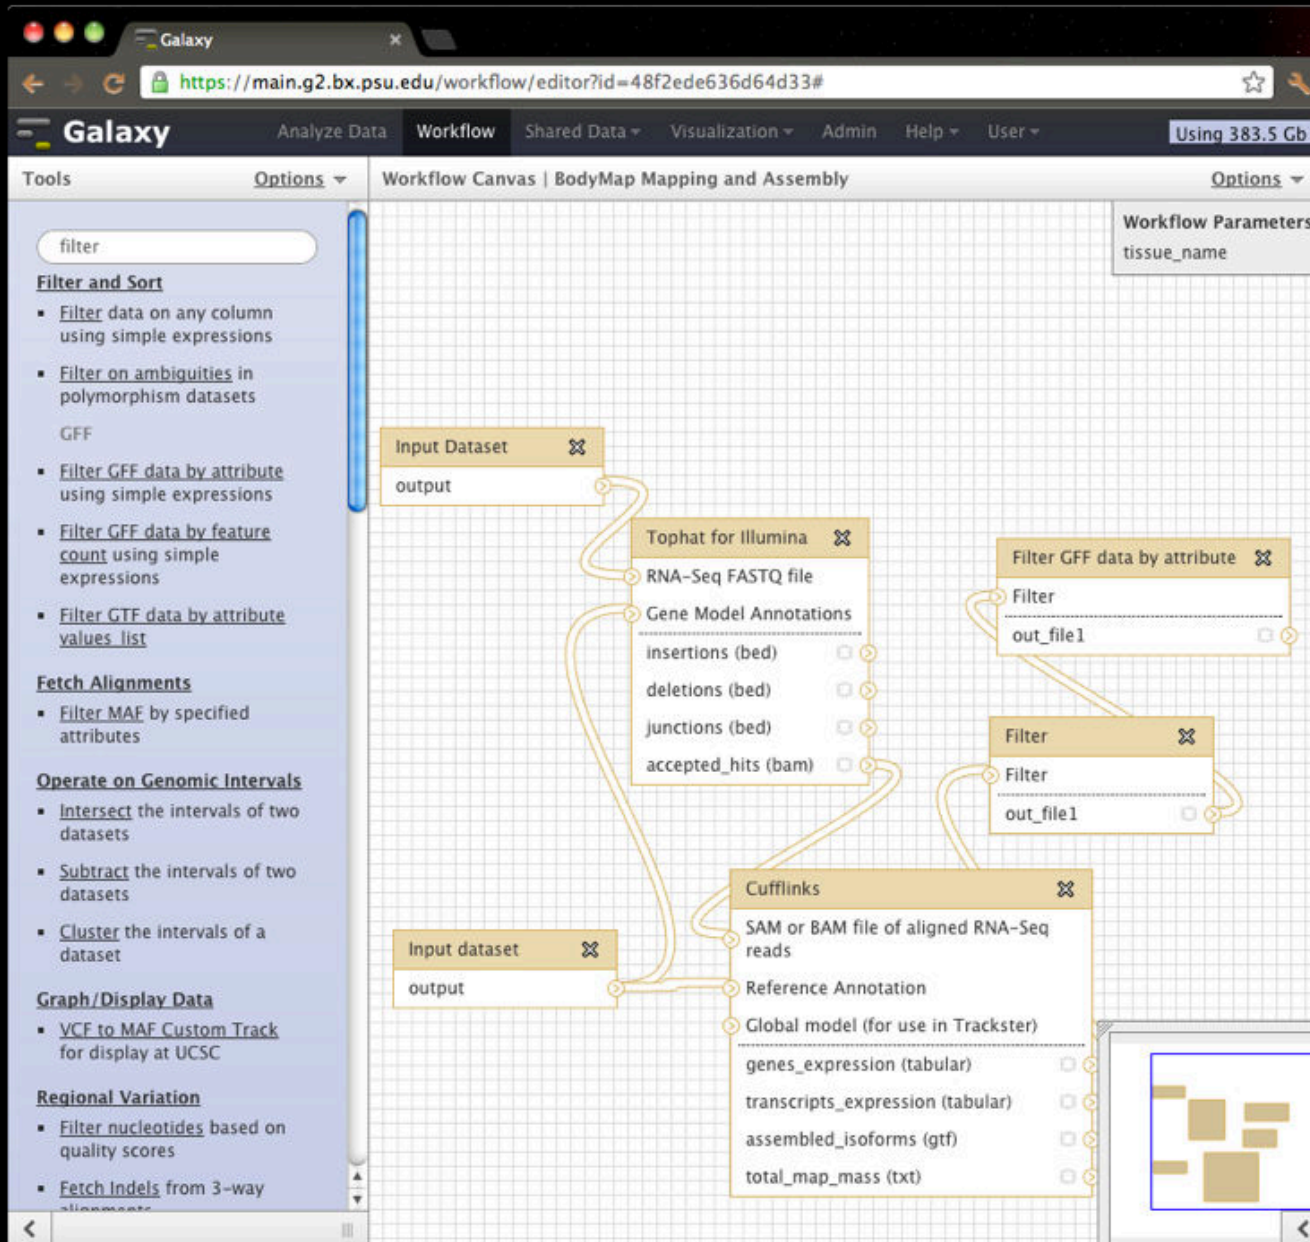 Galaxy
https://main.g2.bx.psu.edu/workflow/editor?id=48f2ede636d64d33#
Galaxy Analyze Data Workflow Shared Data Visualization Admin Help User Using 383.5 Gb
Tools Options
Workflow Canvas | BodyMap Mapping and Assembly Options
filter
Filter and Sort
Filter data on any column
using simple expressions
Filter on ambiguities in
polymorphism datasets
GFF
Filter GFF data by attribute
using simple expressions
Filter GFF data by feature
count using simple
expressions
Filter GTF data by attribute
values_list
Fetch Alignments
Filter MAF by specified
attributes
Operate on Genomic Intervals
Intersect the intervals of two
datasets
Subtract the intervals of two
datasets
Cluster the intervals of a
dataset
Graph/Display Data
VCF to MAF Custom Track
for display at UCSC
Regional Variation
Filter nucleotides based on
quality scores
Fetch Indels from 3-way
alignments
Workflow Parameters
tissue_name
Input Dataset
output
Tophat for Illumina
RNA-Seq FASTQ file
Gene Model Annotations
insertions (bed)
deletions (bed)
junctions (bed)
accepted_hits (bam)
Filter GFF data by attribute
Filter
out_file1
Filter
Filter
out_file1
Input dataset
output
Cufflinks
SAM or BAM file of aligned RNA-Seq
reads
Reference Annotation
Global model (for use in Trackster)
genes_expression (tabular)
transcripts_expression (tabular)
assembled_isoforms (gtf)
total_map_mass (txt)